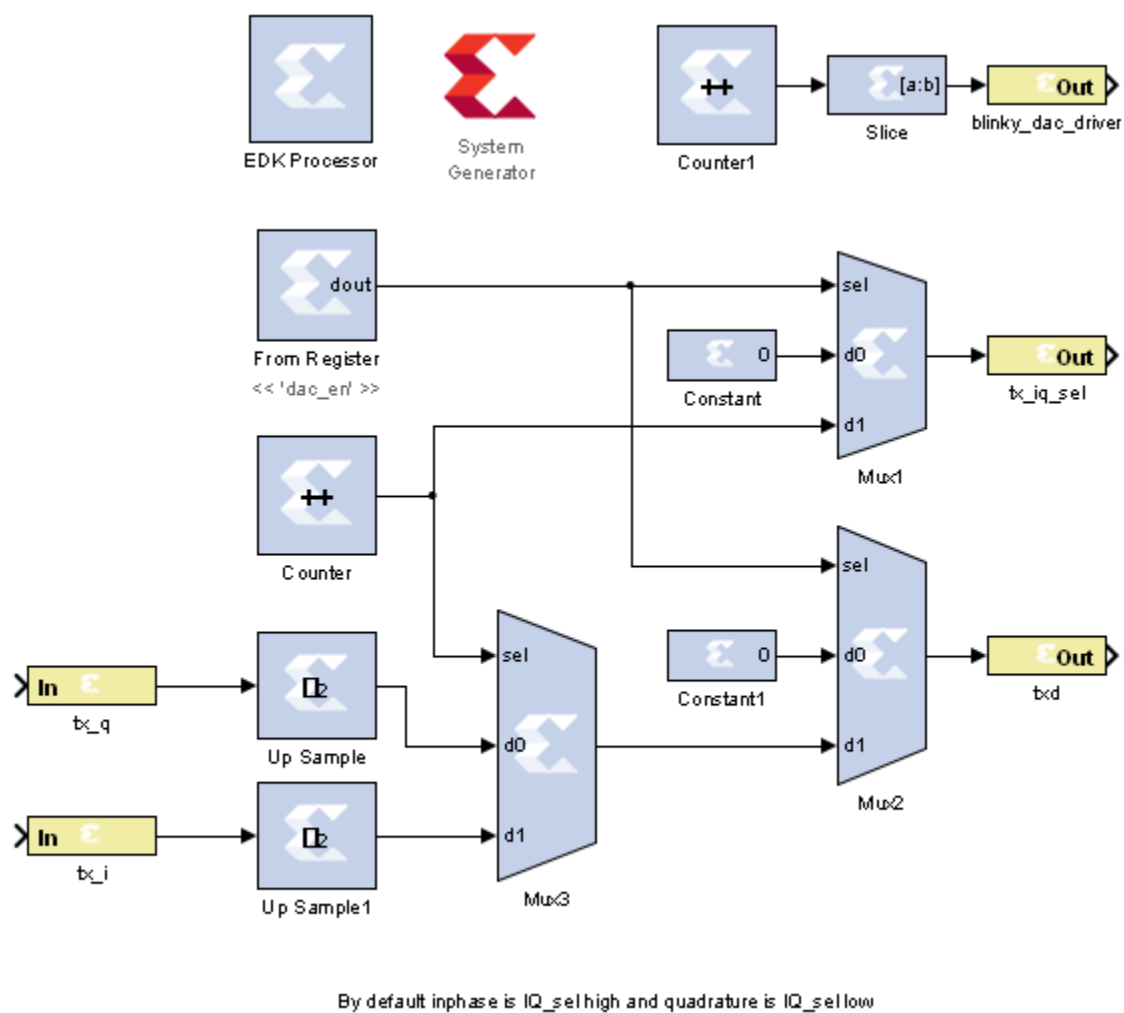 EDK Processor
System
Generator
++
Counter1
[a:b]
Slice
Out
blinky_dac_driver
dout
From Register
<< 'dac_en' >>
sel
d0
d1
Mux1
0
Constant
Out
tx_iq_sel
++
Counter
sel
d0
d1
Mux2
0
Constant1
Out
txd
In
tx_q
2
Up Sample
sel
d0
d1
Mux3
In
tx_i
2
Up Sample1
By default inphase is IQ_sel high and quadrature is IQ_sel low